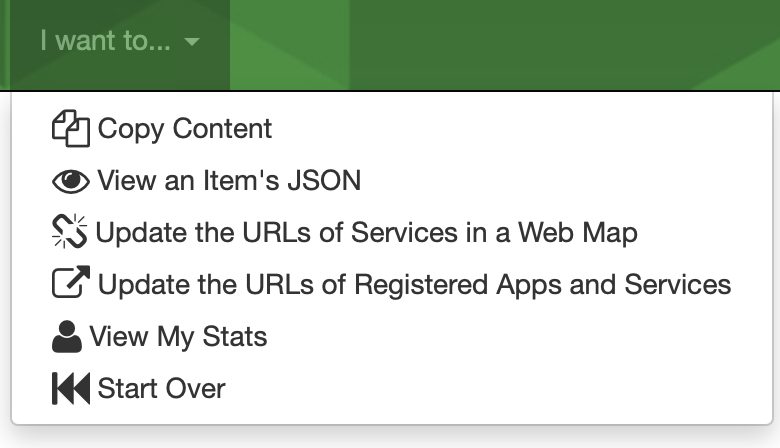 I want to...
Copy Content
View an Item's JSON
Update the URLs of Services in a Web Map
Update the URLs of Registered Apps and Services
View My Stats
Start Over